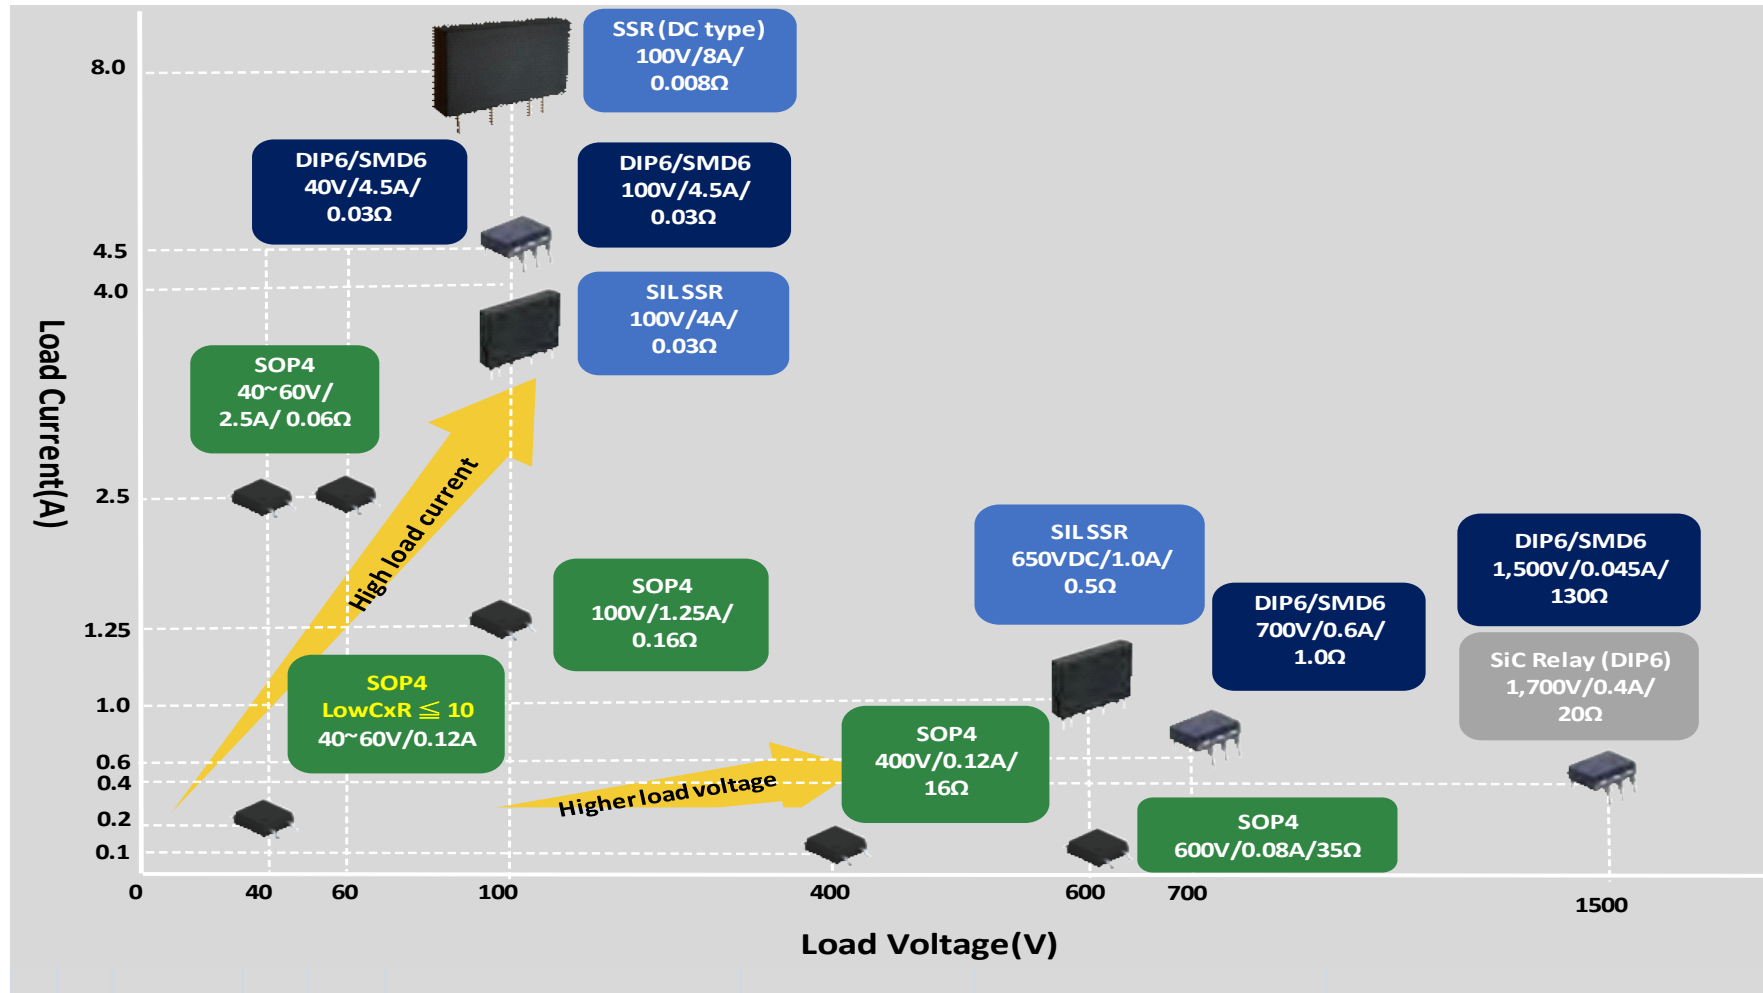 SSR (DC type)
100V/8A/
0.008Ω
8.0
DIP6/SMD6
40V/4.5A/
0.03Ω
DIP6/SMD6
100V/4.5A/
0.03Ω
4.5
4.0
SIL SSR
100V/4A/
0.03Ω
Load Current(A)
SOP4
40~60V/
2.5A/ 0.06Ω
High load current
2.5
SIL SSR
650VDC/1.0A/
0.5Ω
DIP6/SMD6
1,500V/0.045A/
130Ω
SOP4
100V/1.25A/
0.16Ω
DIP6/SMD6
700V/0.6A/
1.0Ω
1.25
SiC Relay (DIP6)
1,700V/0.4A/
20Ω
SOP4
LowCxR ≦ 10
40~60V/0.12A
1.0
SOP4
400V/0.12A/
16Ω
0.6
0.4
Higher load voltage
0.2
SOP4
600V/0.08A/35Ω
0.1
0
40
60
100
400
600
700
1500
Load Voltage(V)